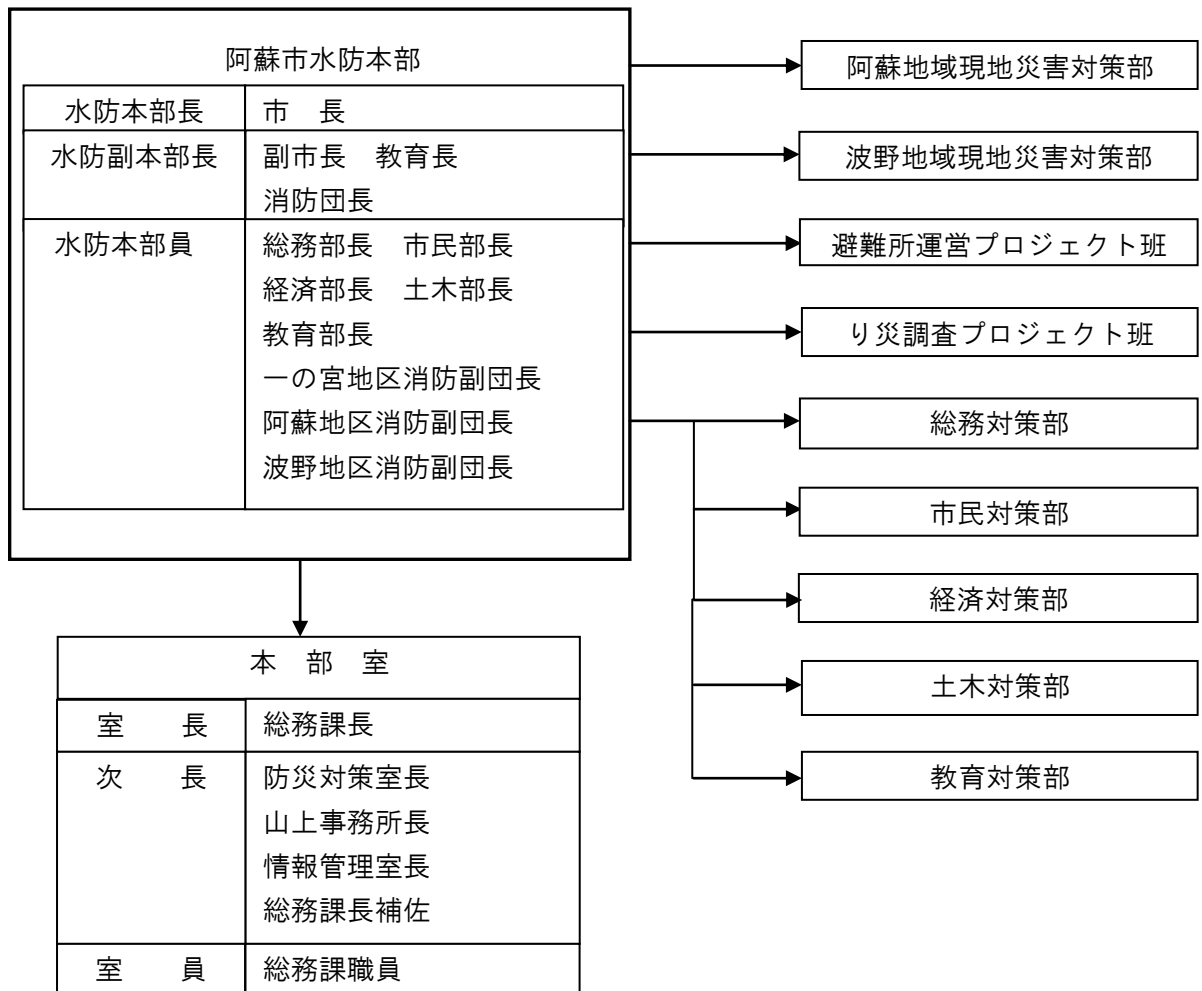 阿蘇市水防本部
水防本部長 市 長
水防副本部長 副市長 教育長
消防団長
水防本部員 総務部長 市民部長
経済部長 土木部長
教育部長
一の宮地区消防副団長
阿蘇地区消防副団長
波野地区消防副団長
阿蘇地域現地災害対策部
波野地域現地災害対策部
避難所運営プロジェクト班
り災調査プロジェクト班
総務対策部
市民対策部
経済対策部
土木対策部
教育対策部
本 部 室
室 長 総務課長
次 長 防災対策室長
山上事務所長
情報管理室長
総務課長補佐
室 員 総務課職員